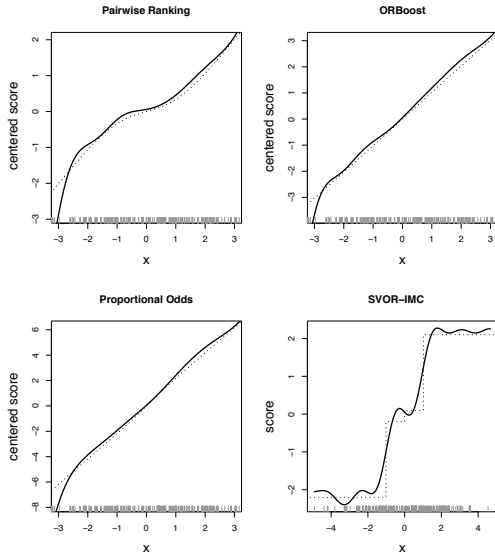 Pairwise Ranking
centered score
2
1
0
−1
−2
−3
−3 −2 −1 0 1 2 3
x
ORBoost
centered score
3
2
1
0
−1
−2
−3
−3 −2 −1 0 1 2 3
x
Proportional Odds
centered score
6
4
2
0
−2
−4
−6
−8
−3 −2 −1 0 1 2 3
x
SVOR−IMC
score
2
1
0
−1
−2
−4 −2 0 2 4
x